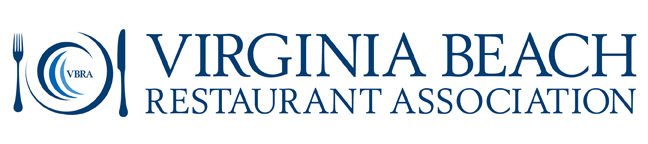 VBRA
VIRGINIA BEACH
RESTAURANT ASSOCIATION